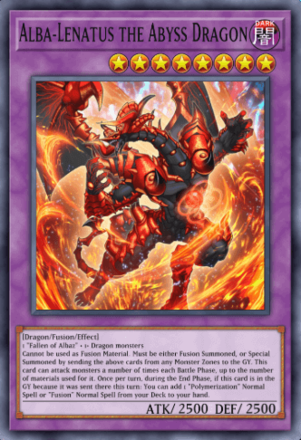 ALBA-LENATUS THE ABYSS DRAGON
DARK
闇
[Dragon/Fusion/Effect]
1 "Fallen of Albaz" + 1+ Dragon monsters
Cannot be used as Fusion Material. Must be either Fusion Summoned, or Special
Summoned by sending the above cards from any Monster Zones to the GY. This
card can attack monsters a number of times each Battle Phase, up to the number
of materials used for it. Once per turn, during the End Phase, if this card is in the
GY because it was sent there this turn: You can add 1 "Polymerization" Normal
Spell or "Fusion" Normal Spell from your Deck to your hand.
ATK/ 2500 DEF/ 2500